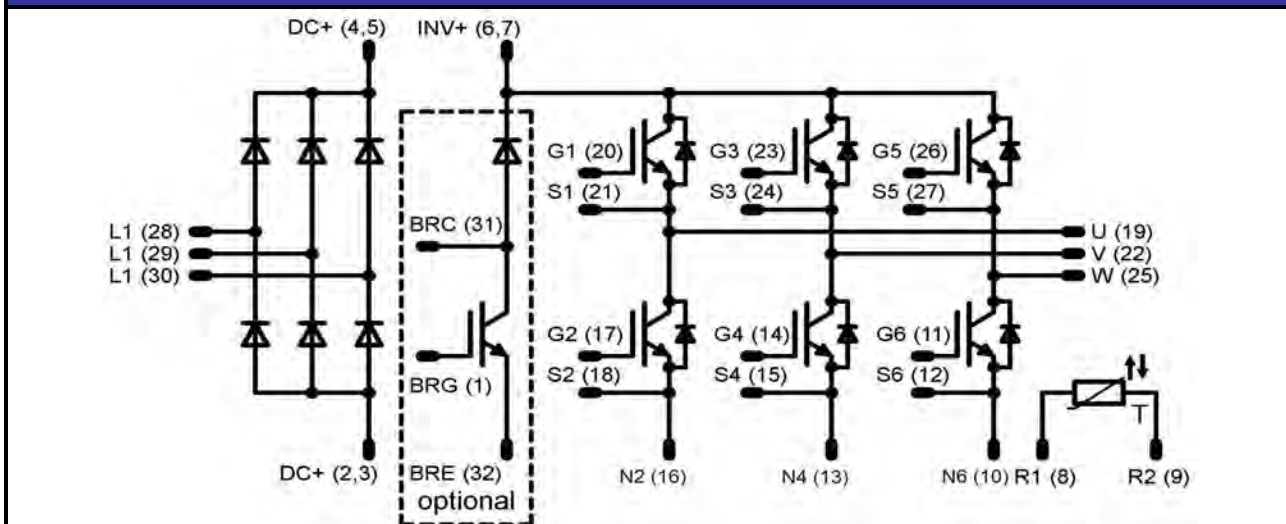 DC+ (4,5)
INV+ (6,7)
G1 (20)
G3 (23)
G5 (26)
S1 (21)
S3 (24)
S5 (27)
L1 (28)
L1 (29)
L1 (30)
BRC (31)
U (19)
V (22)
W (25)
G2 (17)
G4 (14)
G6 (11)
S2 (18)
S4 (15)
S6 (12)
BRG (1)
T
DC+ (2,3)
BRE (32)
N2 (16)
N4 (13)
N6 (10)
R1 (8)
R2 (9)
optional